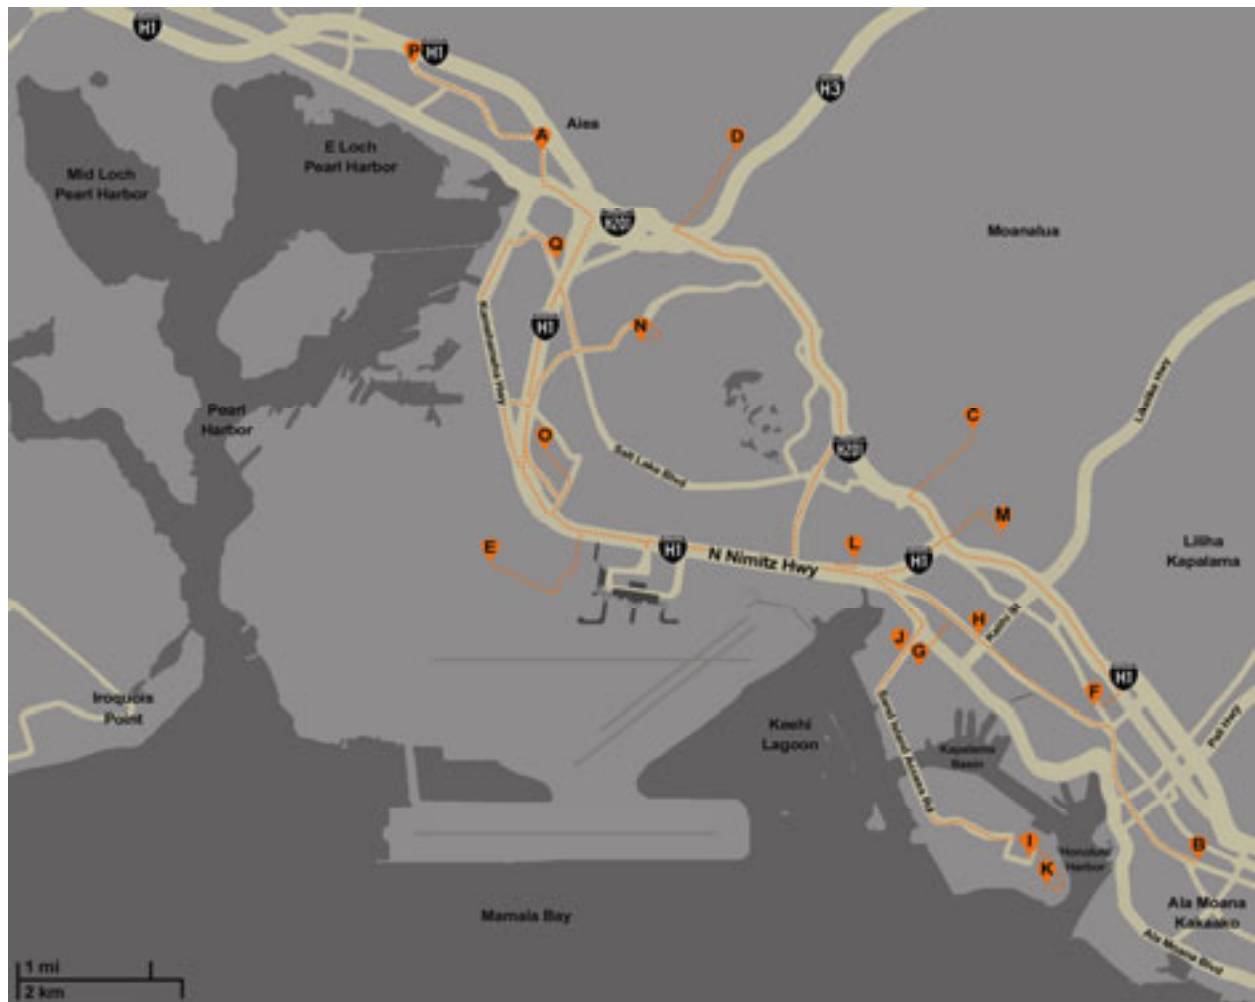 H1
P
H1
H3
A
Aiea
D
E Loch
Pearl Harbor
Mid Loch
Pearl Harbor
H201
Moanalua
Q
H1
N
Kamehameha Hwy
Likelike Hwy
Pearl
Harbor
C
O
H201
Salt Lake Blvd
M
E
H1
N Nimitz Hwy
L
H1
Liliha
Kapalama
H
Kalihi St
J
G
H1
F
Iroquois
Point
Keehi
Lagoon
Sand Island Access Rd
Kapalama
Basin
Pali Hwy
I
B
K
Honolulu
Harbor
Mamala Bay
Ala Moana
Kakaako
Ala Moana Blvd
1 mi
2 km